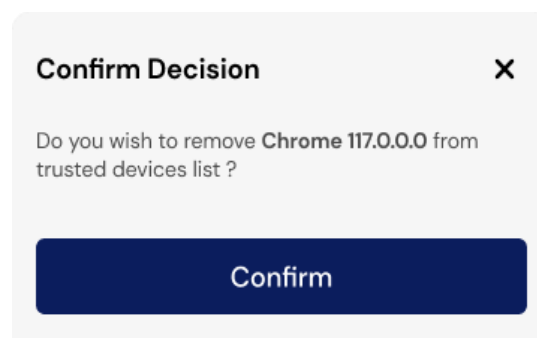 Confirm Decision
Do you wish to remove Chrome 117.0.0.0 from
trusted devices list ?
Confirm